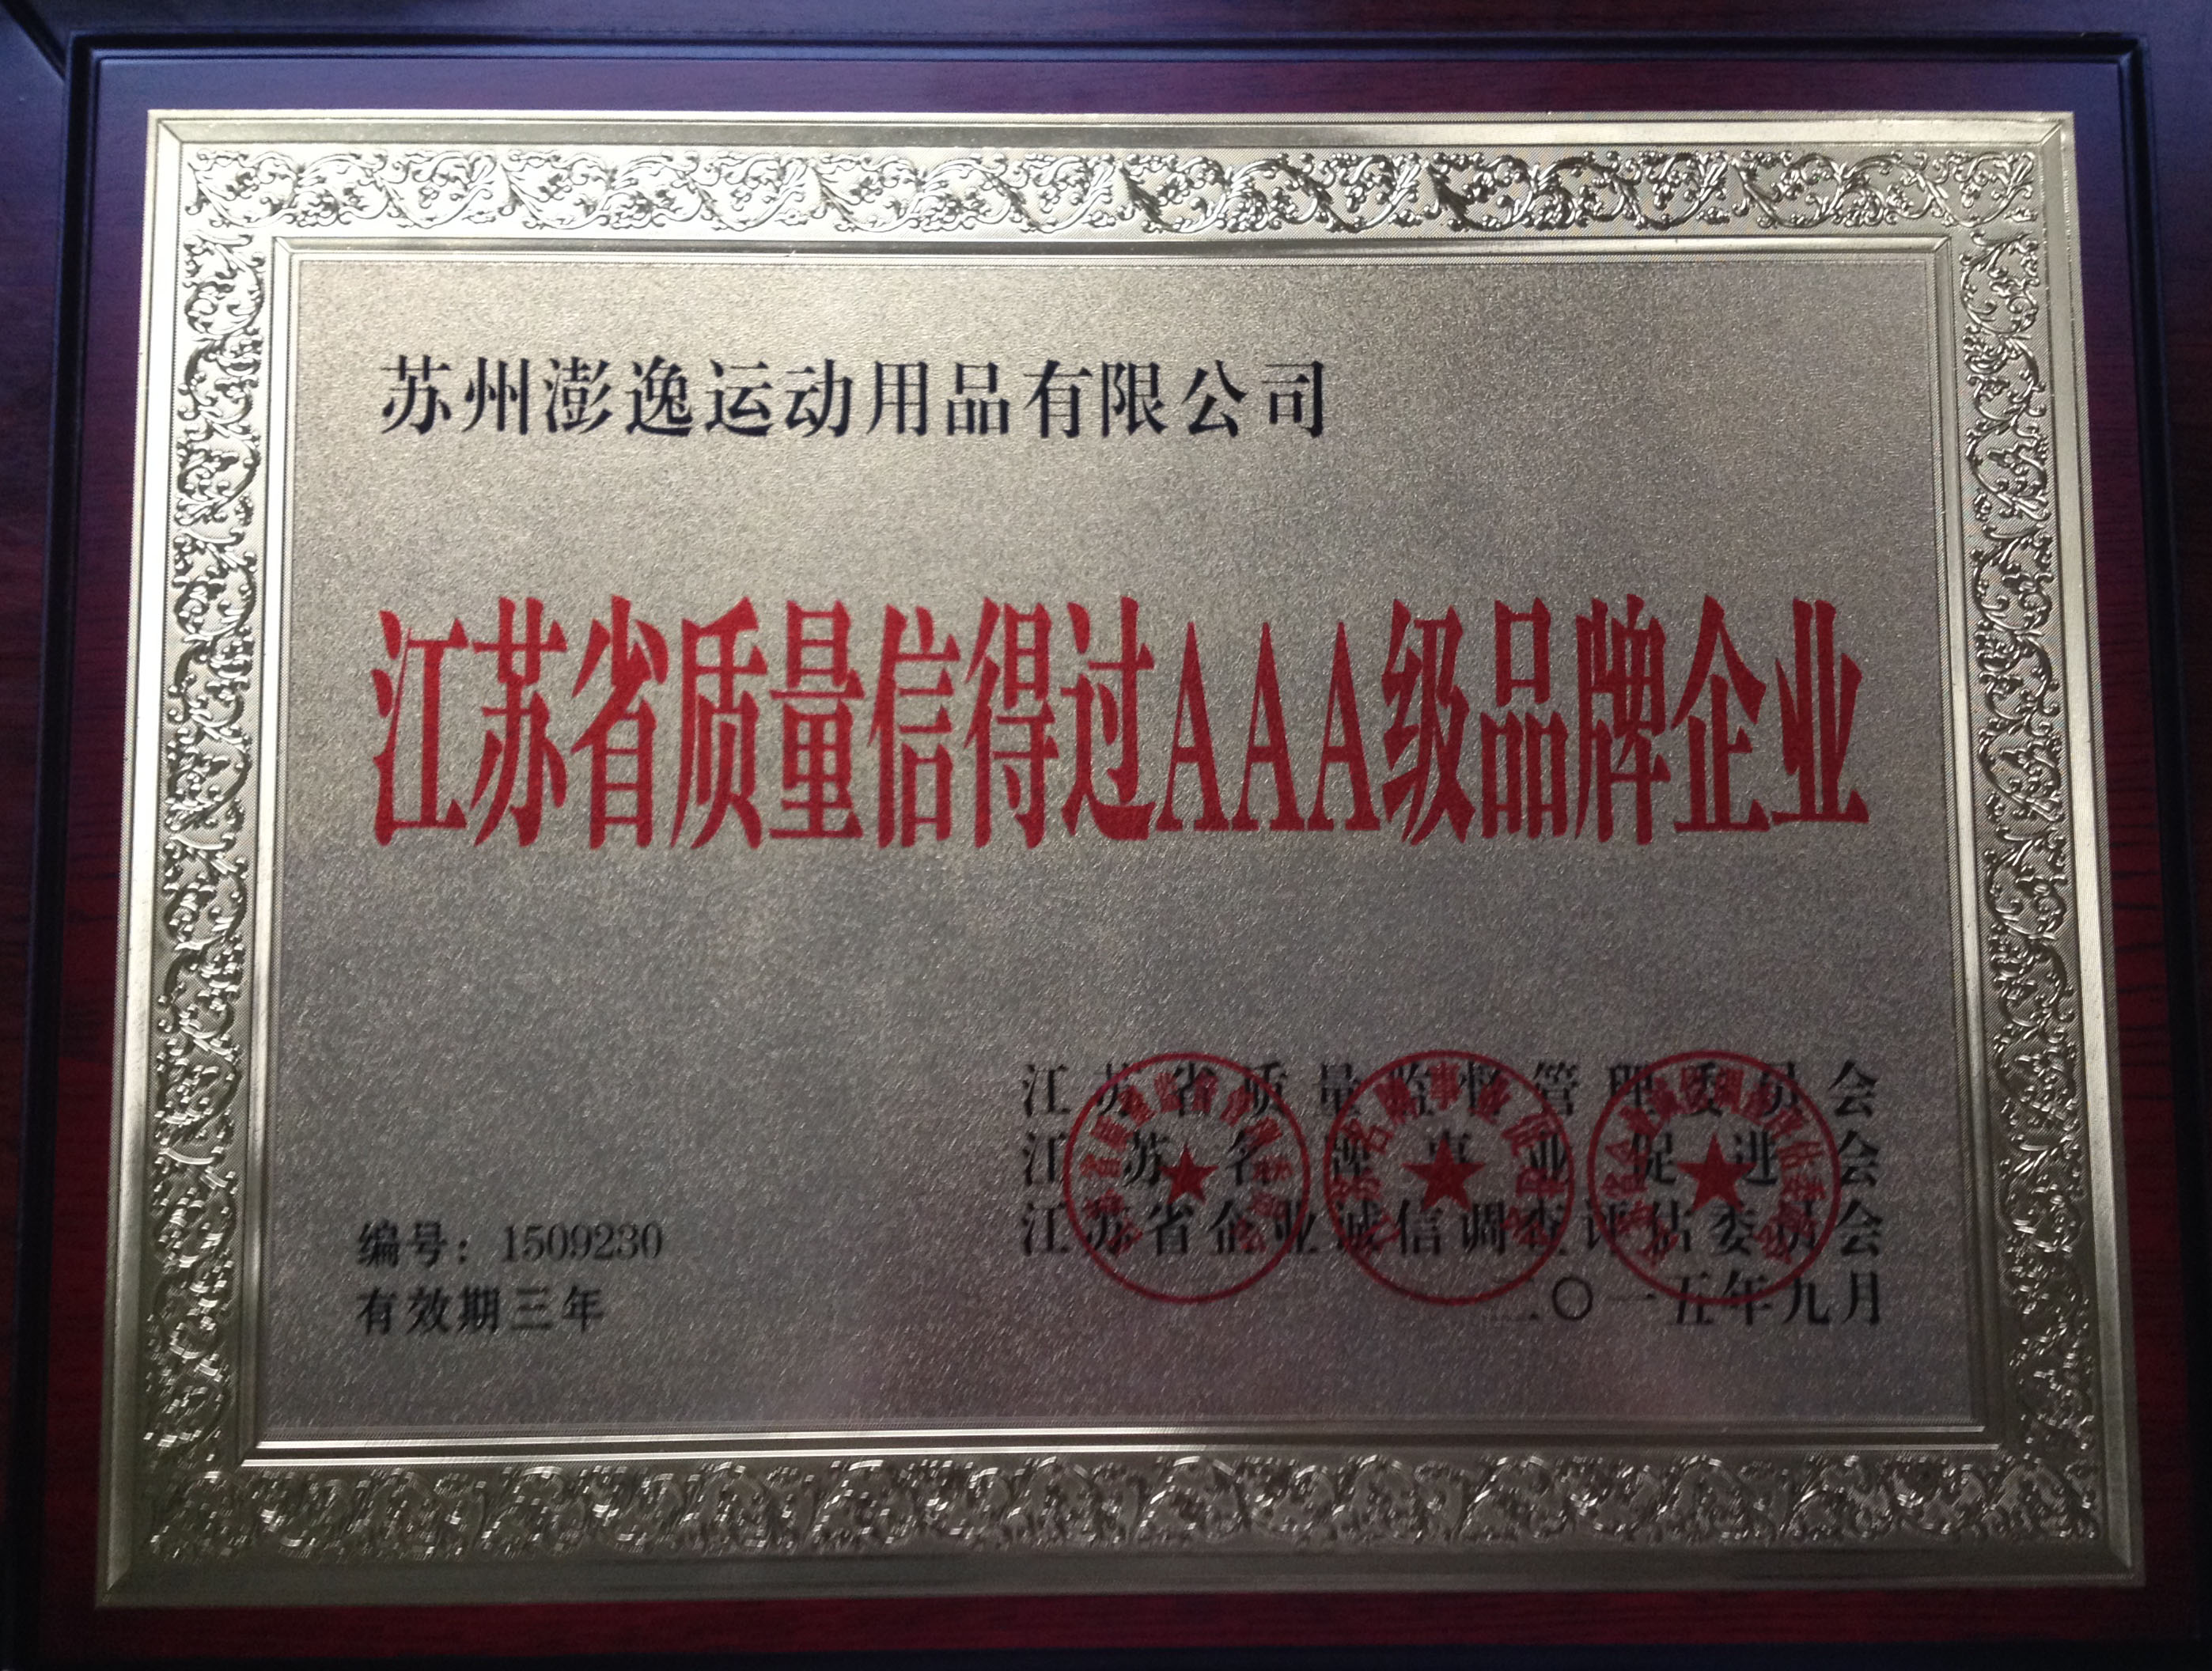 苏州澎逸运动用品有限公司
江苏省质量信得过AAA级品牌企业
江苏省质量监督管理委员会
江苏名牌事业促进会
江苏省企业诚信调查评估委员会
二〇一五年九月
编号：1509230
有效期三年